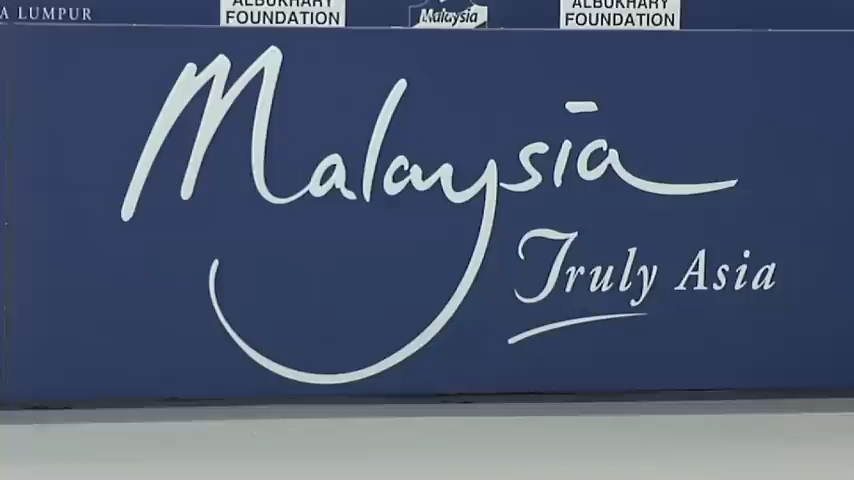 A LUMPUR
ALBUKHARY
FOUNDATION
Malaysia
ALBUKHARY
FOUNDATION
Malaysia
Truly Asia